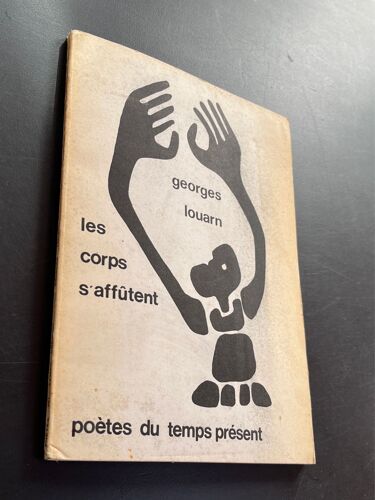 georges
louarn
les
corps
s'affûtent
poètes du temps présent